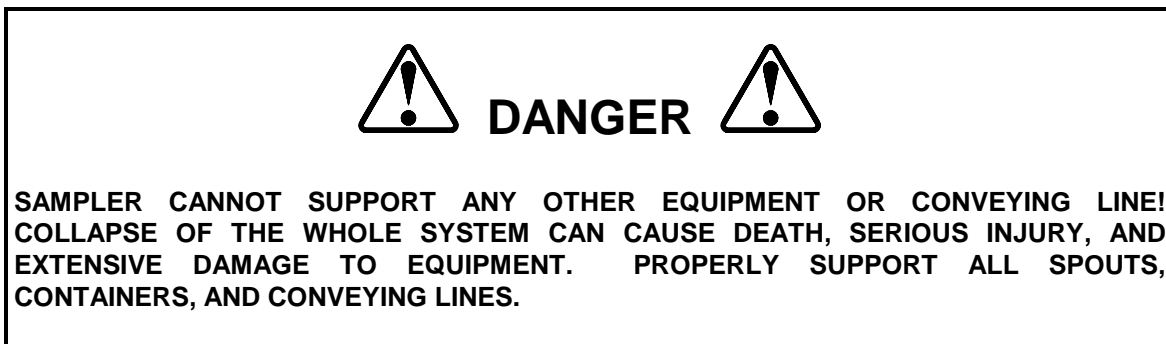 DANGER
SAMPLER CANNOT SUPPORT ANY OTHER EQUIPMENT OR CONVEYING LINE!
COLLAPSE OF THE WHOLE SYSTEM CAN CAUSE DEATH, SERIOUS INJURY, AND
EXTENSIVE DAMAGE TO EQUIPMENT. PROPERLY SUPPORT ALL SPOUTS,
CONTAINERS, AND CONVEYING LINES.